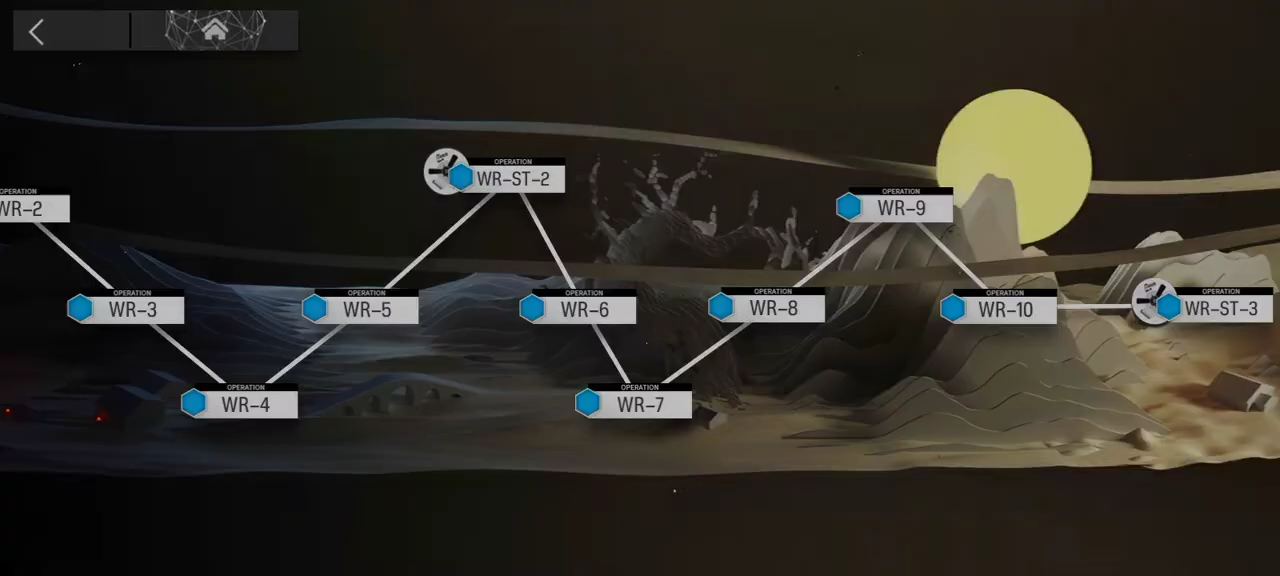 OPERATION
WR-ST-2
OPERATION
WR-2
OPERATION
WR-9
OPERATION
WR-3
OPERATION
WR-5
OPERATION
WR-6
OPERATION
WR-8
OPERATION
WR-10
OPERATION
WR-ST-3
OPERATION
WR-4
OPERATION
WR-7